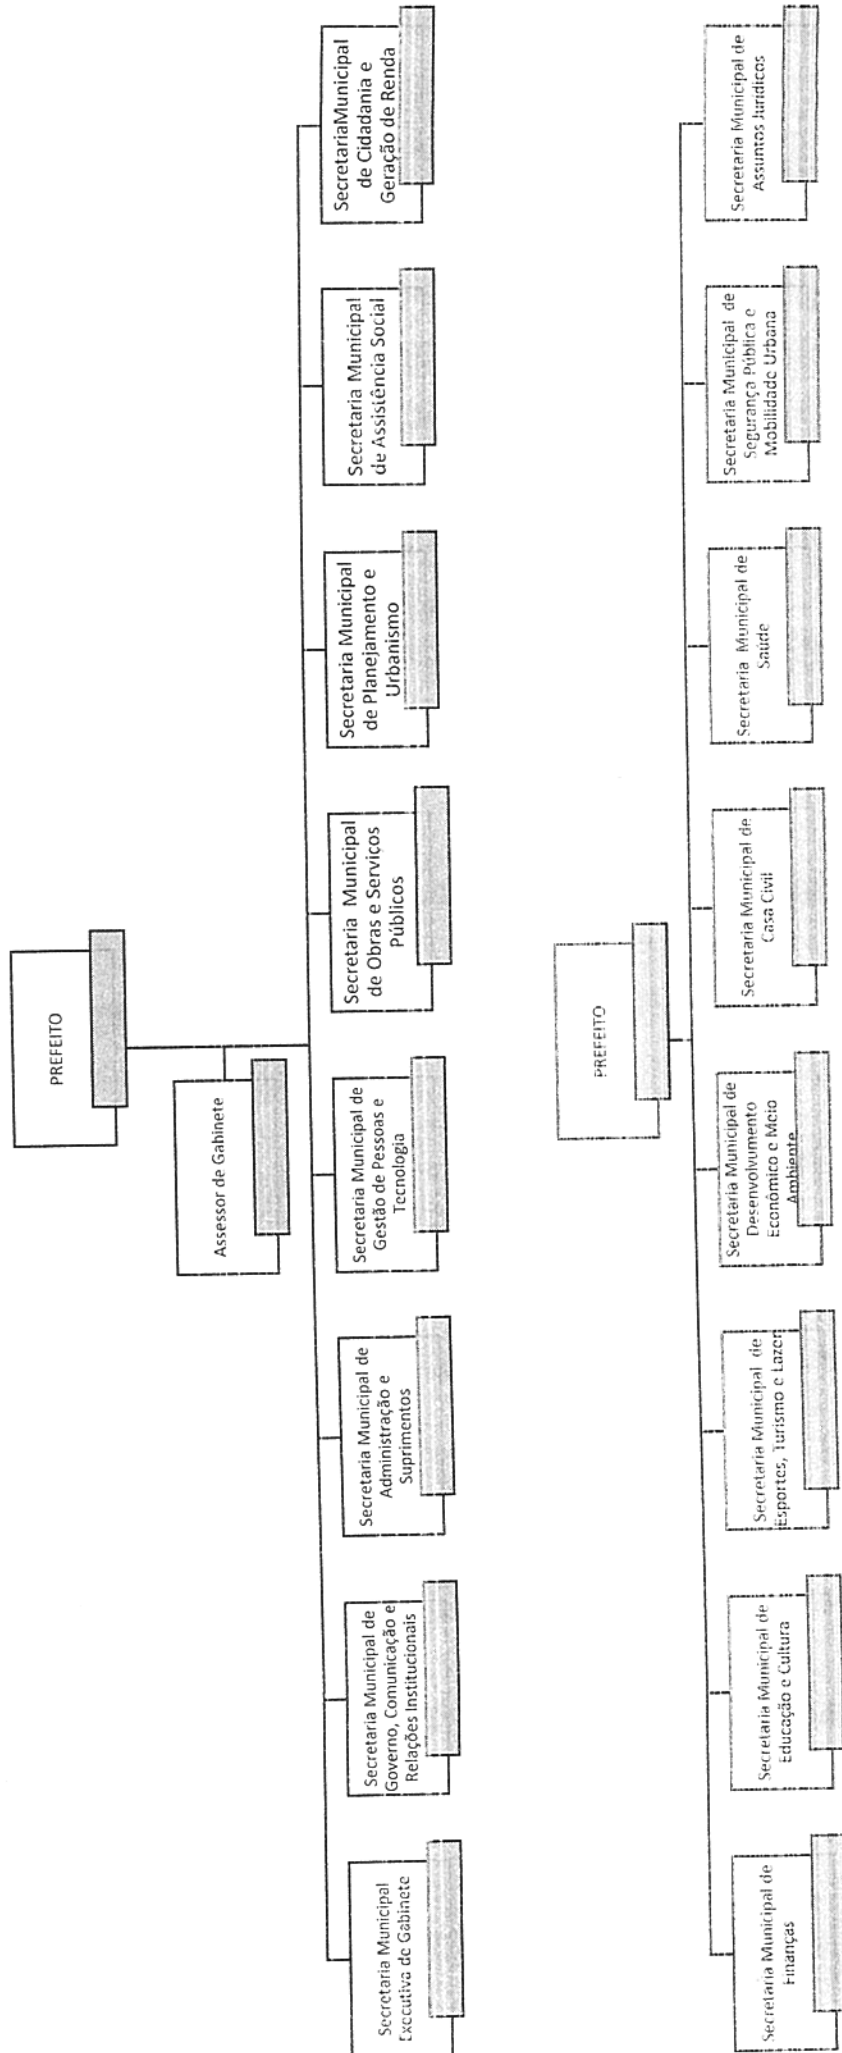 PREFEITO
Assessor de Gabinete
Secretaria Municipal
Executiva de Gabinete
Secretaria Municipal de
Governo, Comunicação e
Relações Institucionais
Secretaria Municipal de
Administração e
Suprimentos
Secretaria Municipal de
Gestão de Pessoas e
Tecnologia
Secretaria Municipal
de Obras e Serviços
Públicos
Secretaria Municipal
de Planejamento e
Urbanismo
Secretaria Municipal
de Assistência Social
SecretariaMunicipal
de Cidadania e
Geração de Renda
PREFEITO
Secretaria Municipal de
Finanças
Secretaria Municipal de
Educação e Cultura
Secretaria Municipal de
Esportes, Turismo e Lazer
Secretaria Municipal de
Desenvolvimento
Econômico e Meio
Ambiente
Secretaria Municipal de
Casa Civil
Secretaria Municipal de
Saúde
Secretaria Municipal de
Segurança Pública e
Mobilidade Urbana
Secretaria Municipal de
Assuntos Jurídicos